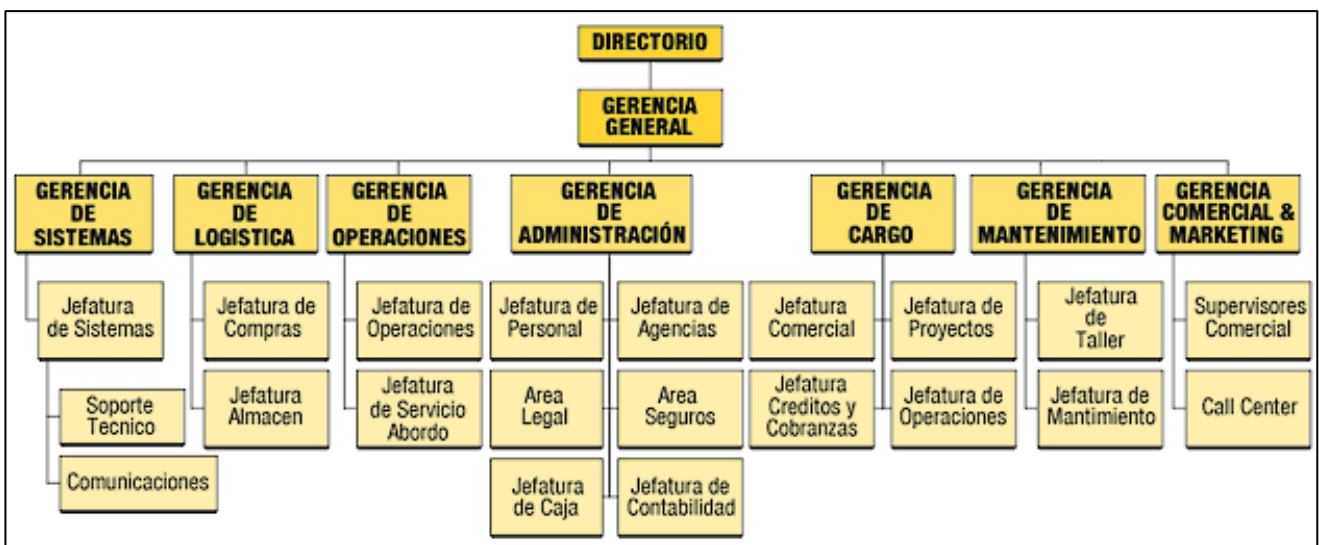 DIRECTORIO
GERENCIA
GENERAL
GERENCIA
DE
SISTEMAS
GERENCIA
DE
LOGISTICA
GERENCIA
DE
OPERACIONES
GERENCIA
DE
ADMINISTRACIÓN
GERENCIA
DE
CARGO
GERENCIA
DE
MANTENIMIENTO
GERENCIA
COMERCIAL &
MARKETING
Jefatura
de Sistemas
Soporte
Tecnico
Comunicaciones
Jefatura de
Compras
Jefatura
Almacen
Jefatura de
Operaciones
Jefatura
de Servicio
Abordo
Jefatura de
Personal
Jefatura de
Agencias
Area
Legal
Area
Seguros
Jefatura
de Caja
Jefatura de
Contabilidad
Jefatura
Comercial
Jefatura de
Proyectos
Jefatura
Creditos y
Cobranzas
Jefatura de
Operaciones
Jefatura
de
Taller
Jefatura de
Mantimiento
Supervisores
Comercial
Call Center